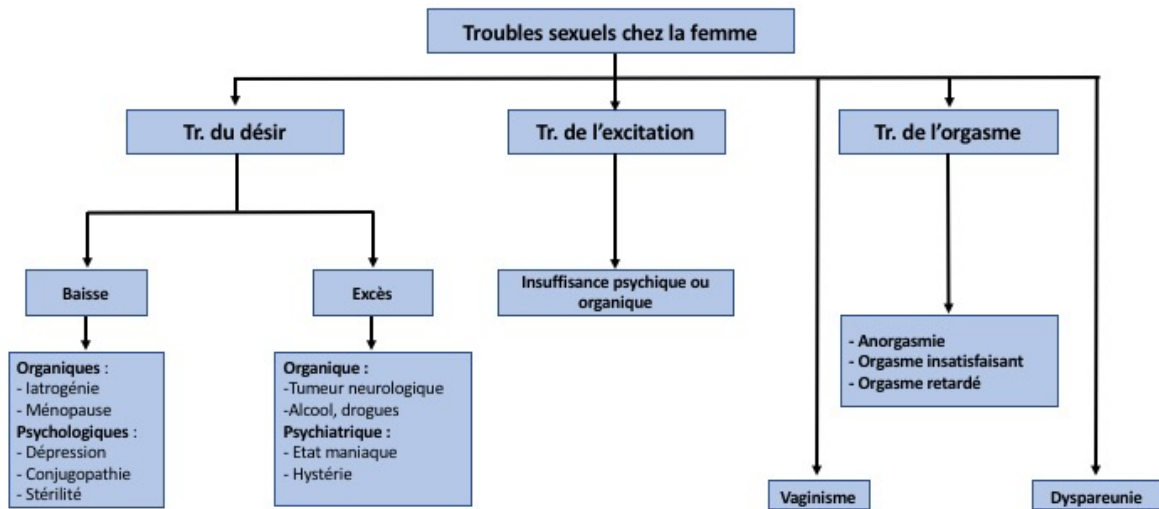 Troubles sexuels chez la femme
Tr. du désir
Tr. de l'excitation
Tr. de l'orgasme
Baisse
Excès
Insuffisance psychique ou
organique
Organiques :
- Iatrogénie
- Ménopause
Psychologiques :
- Dépression
- Conjugopathie
- Stérilité
Organique :
-Tumeur neurologique
-Alcool, drogues
Psychiatrique :
- Etat maniaque
- Hystérie
- Anorgasmie
- Orgasme insatisfaisant
- Orgasme retardé
Vaginisme
Dyspareunie